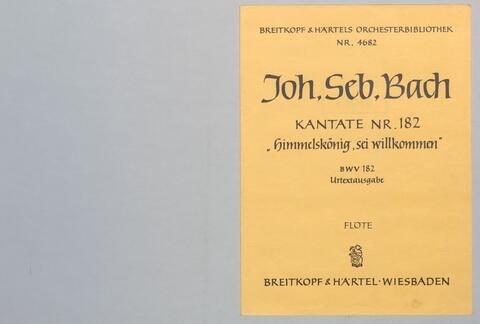 BREITKOPF & HÄRTELS ORCHESTERBIBLIOTHEK
NR. 4682
Joh. Seb. Bach
KANTATE NR. 182
„Himmelskönig, sei willkommen"
BWV 182
Urtextausgabe
FLÖTE
BREITKOPF & HÄRTEL · WIESBADEN